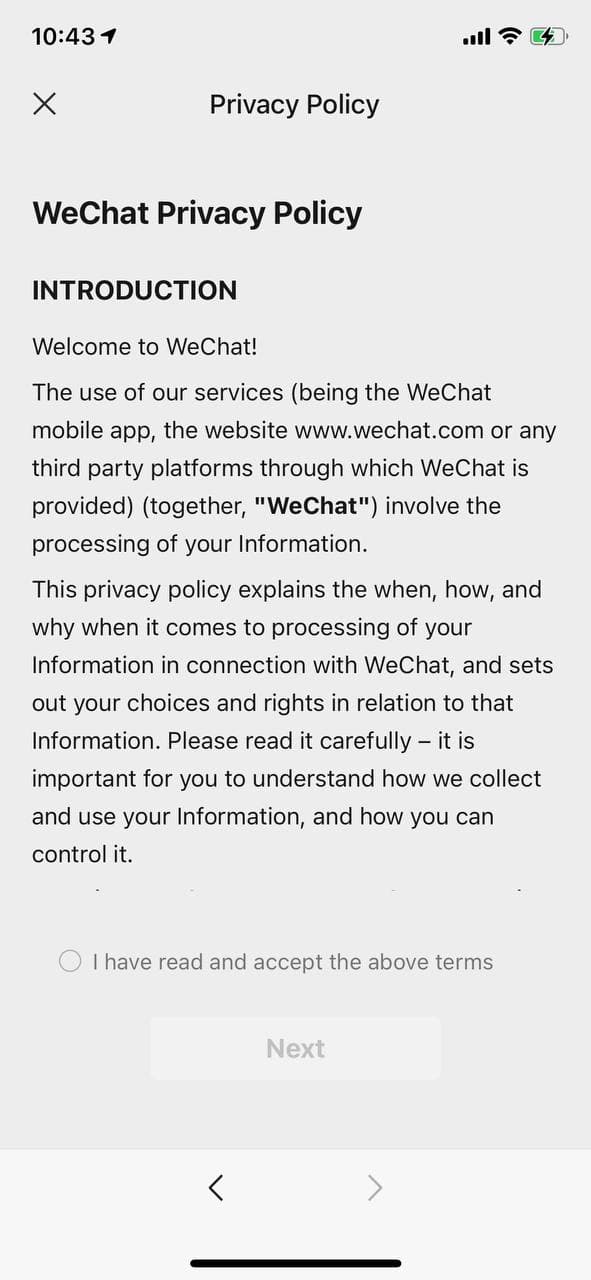 10:43
Privacy Policy
WeChat Privacy Policy
INTRODUCTION
Welcome to WeChat!
The use of our services (being the WeChat
mobile app, the website www.wechat.com or any
third party platforms through which WeChat is
provided) (together, "WeChat") involve the
processing of your Information.
This privacy policy explains the when, how, and
why when it comes to processing of your
Information in connection with WeChat, and sets
out your choices and rights in relation to that
Information. Please read it carefully – it is
important for you to understand how we collect
and use your Information, and how you can
control it.
I have read and accept the above terms
Next